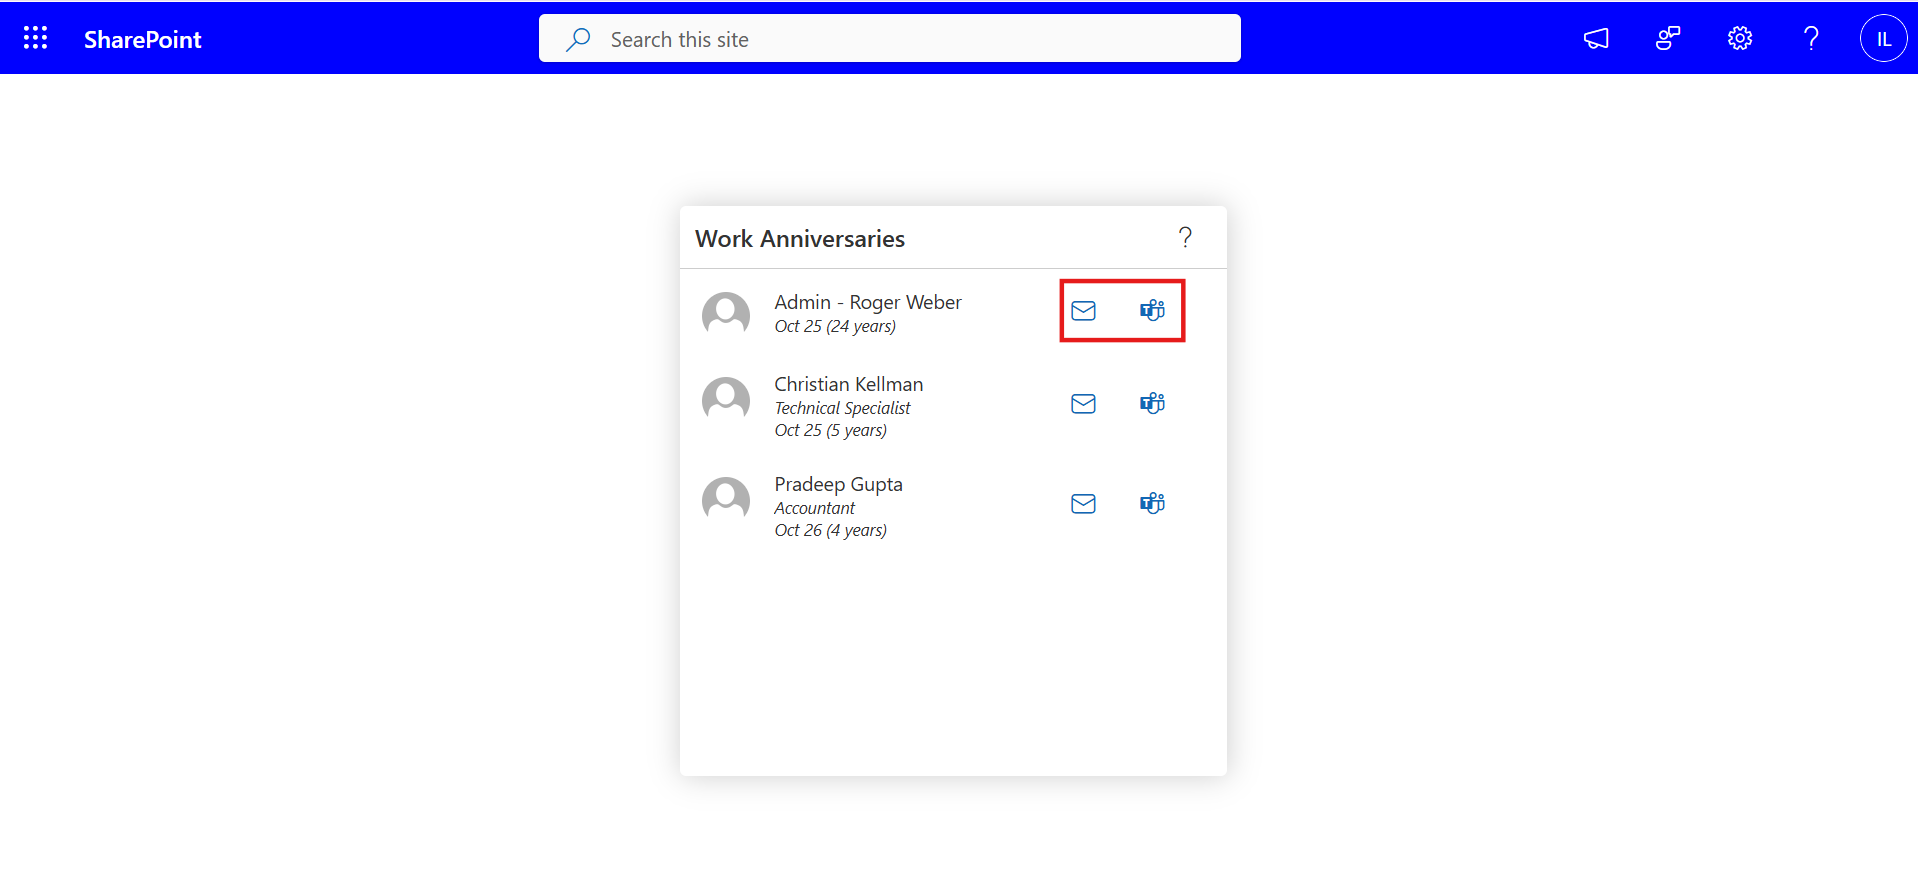 SharePoint
Search this site
IL
Work Anniversaries
?
Admin - Roger Weber
Oct 25 (24 years)
Christian Kellman
Technical Specialist
Oct 25 (5 years)
Pradeep Gupta
Accountant
Oct 26 (4 years)